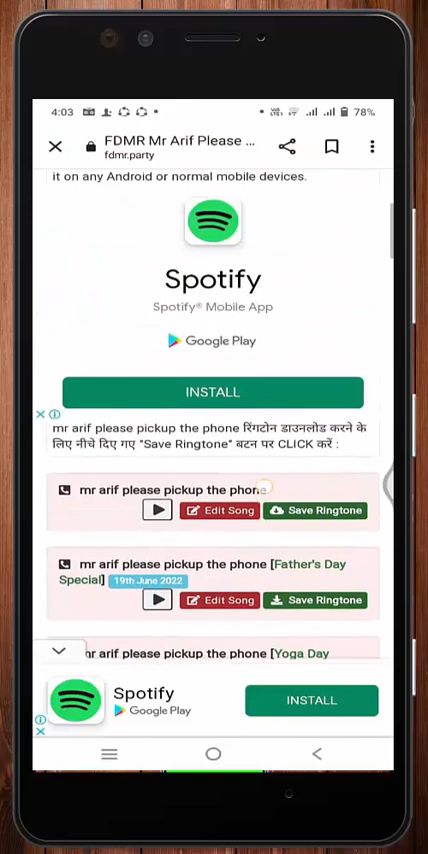 4:03
78%
FDMR Mr Arif Please ...
fdmr.party
it on any Android or normal mobile devices.
Spotify
Spotify® Mobile App
Google Play
INSTALL
mr arif please pickup the phone रिंगटोन डाउनलोड करने के
लिए नीचे दिए गए "Save Ringtone" बटन पर CLICK करें :
mr arif please pickup the phone
Edit Song Save Ringtone
mr arif please pickup the phone [Father's Day
Special] 19th June 2022
Edit Song Save Ringtone
mr arif please pickup the phone [Yoga Day
Spotify
Google Play
INSTALL